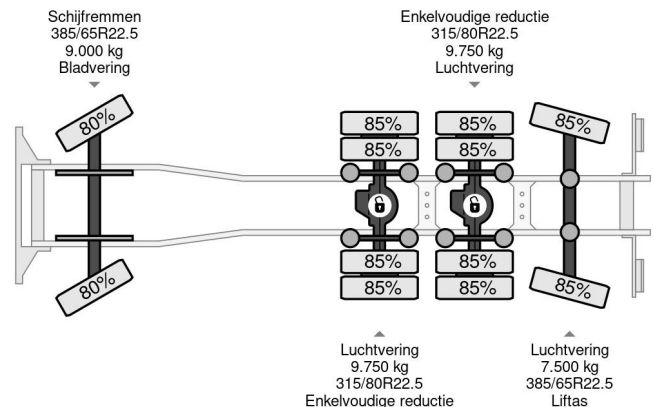 Schijfremmen
385/65R22.5
9.000 kg
Bladvering
Enkelvoudige reductie
315/80R22.5
9.750 kg
Luchtvering
80%
85%
85%
85%
85%
85%
80%
85%
85%
85%
85%
85%
Luchtvering
9.750 kg
315/80R22.5
Enkelvoudige reductie
Luchtvering
7.500 kg
385/65R22.5
Liftas